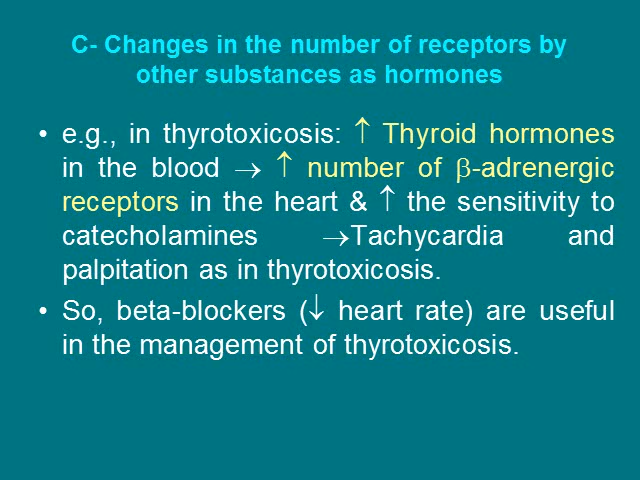 C- Changes in the number of receptors by
other substances as hormones
• e.g., in thyrotoxicosis: ↑ Thyroid hormones
in the blood → ↑ number of β-adrenergic
receptors in the heart & ↑ the sensitivity to
catecholamines →Tachycardia and
palpitation as in thyrotoxicosis.
• So, beta-blockers (↓ heart rate) are useful
in the management of thyrotoxicosis.